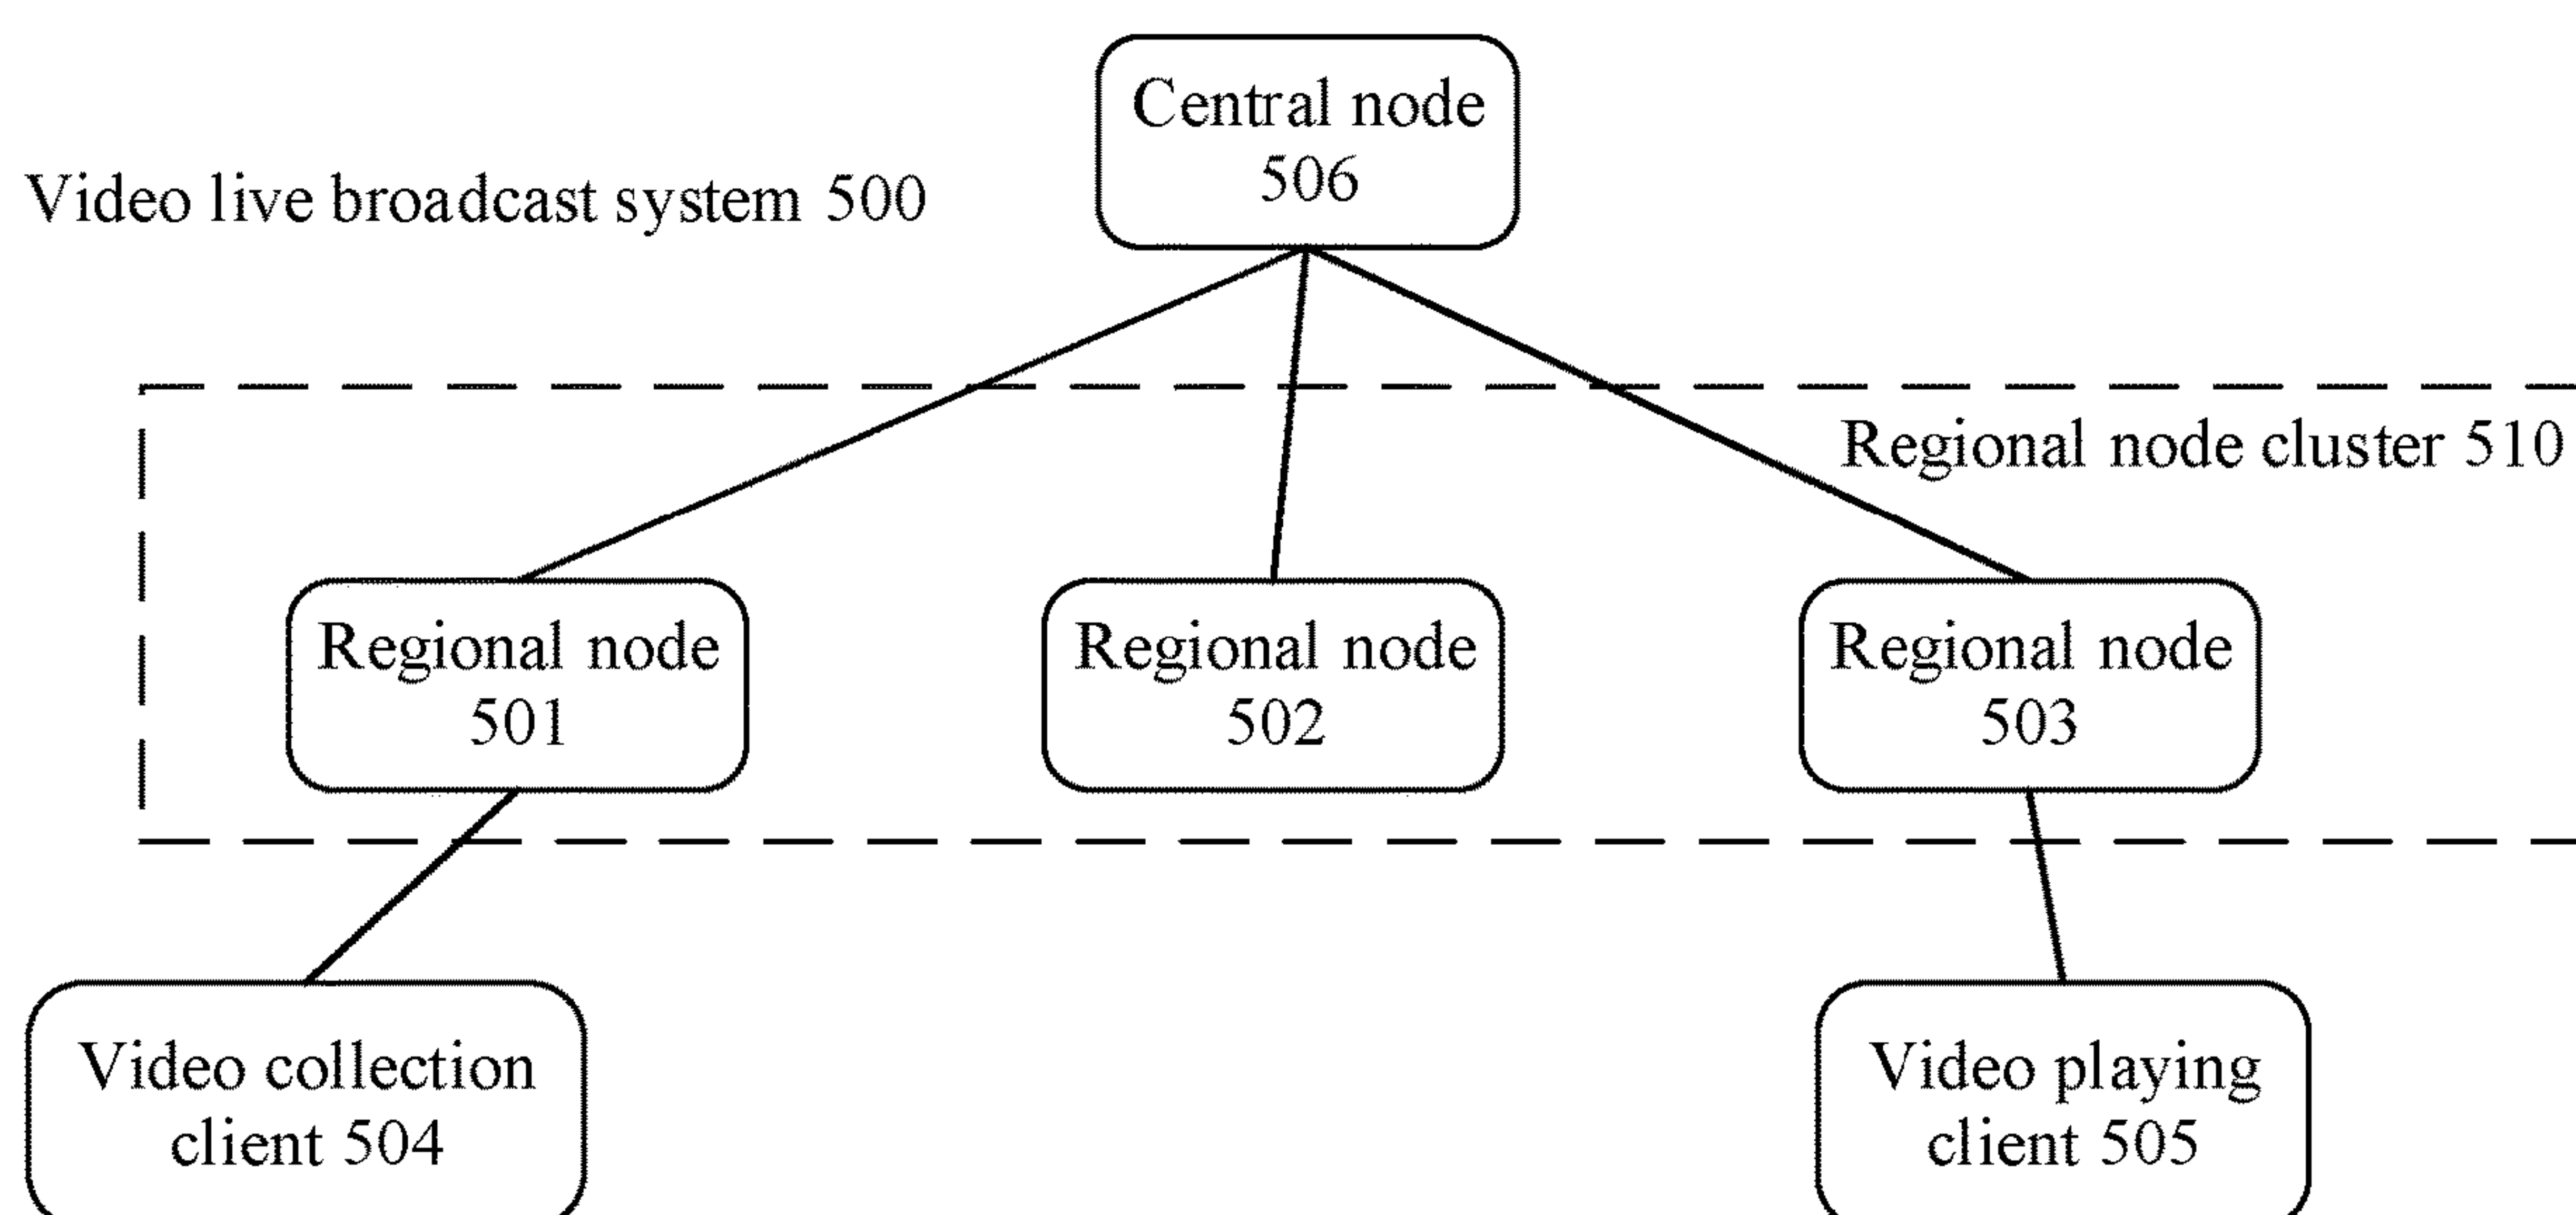 Central node
506
Video live broadcast system 500
Regional node cluster 510
Regional node
501
Regional node
502
Regional node
503
Video collection
client 504
Video playing
client 505